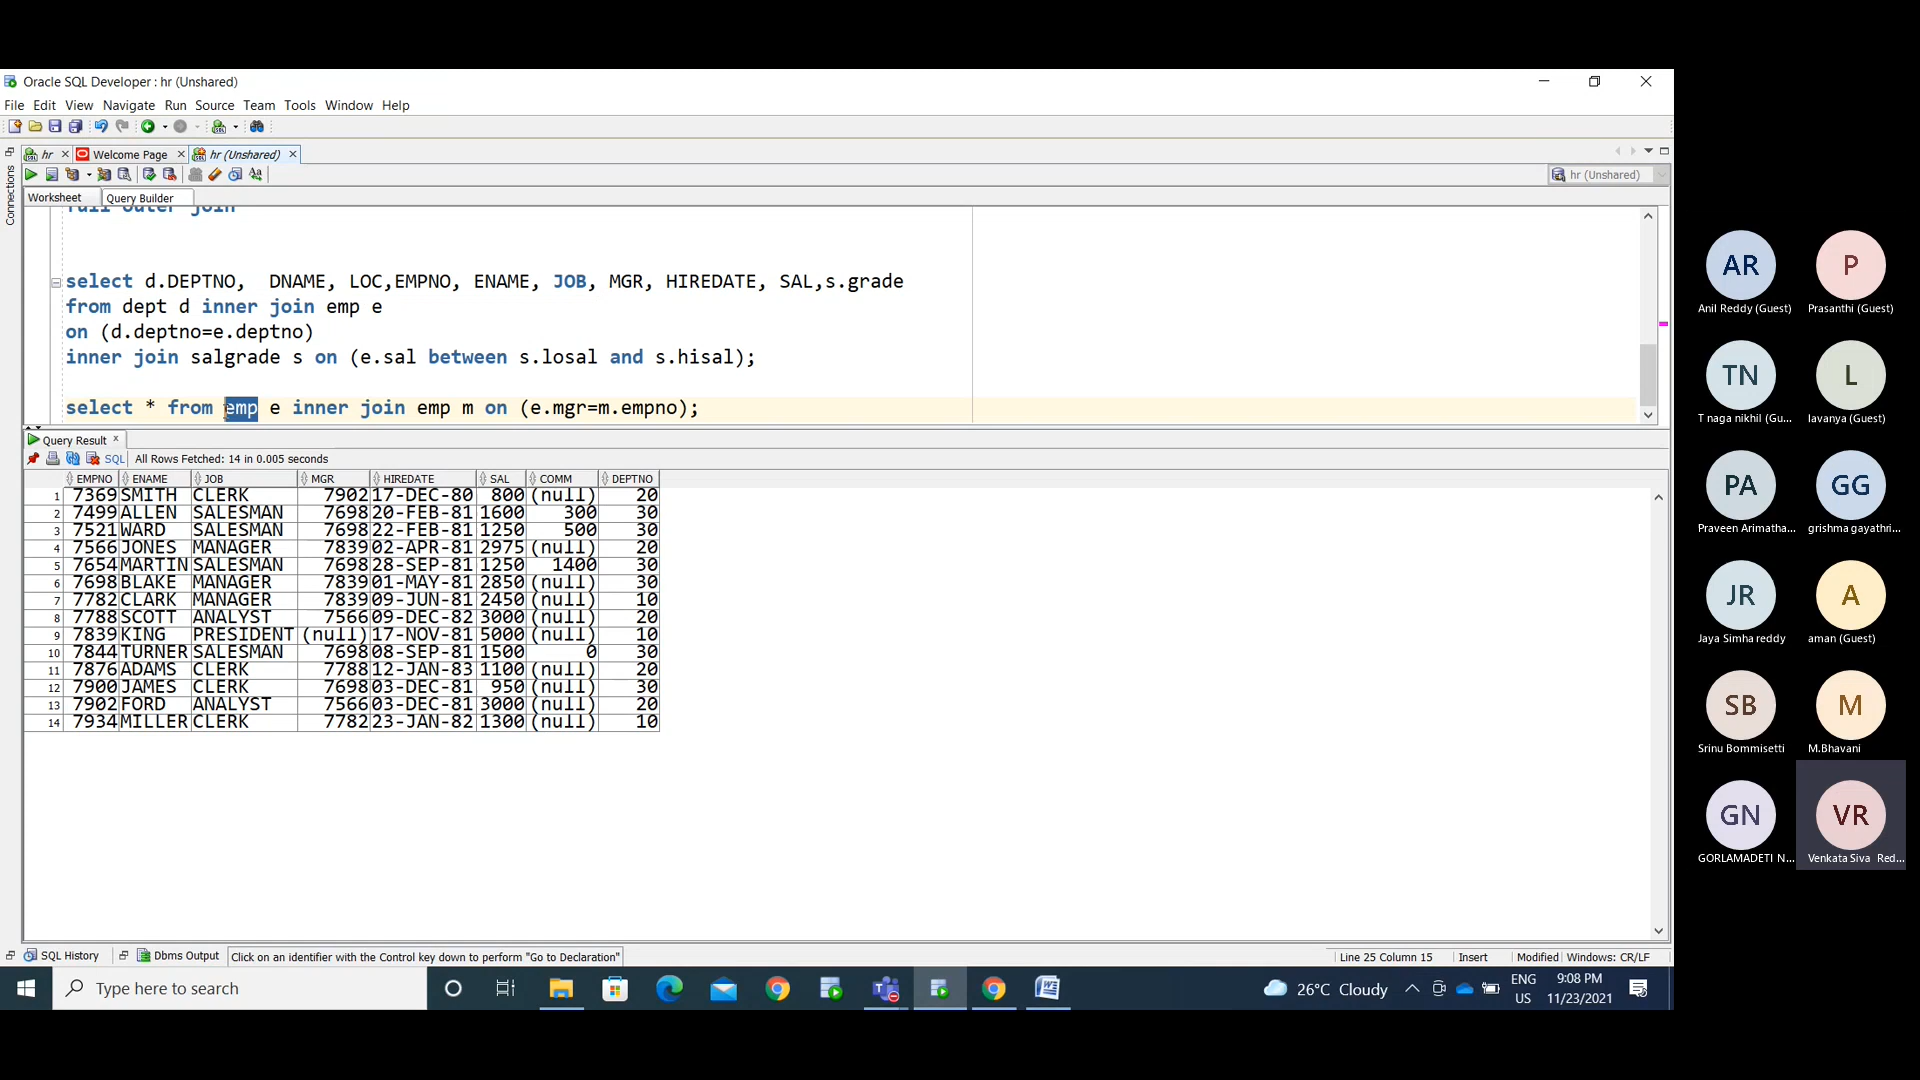 Oracle SQL Developer : hr (Unshared)
File Edit View Navigate Run Source Team Tools Window Help
hr Welcome Page hr (Unshared)
hr (Unshared)
Connections
Worksheet Query Builder
full outer join
select d.DEPTNO,  DNAME, LOC,EMPNO, ENAME, JOB, MGR, HIREDATE, SAL,s.grade
from dept d inner join emp e
on (d.deptno=e.deptno)
inner join salgrade s on (e.sal between s.losal and s.hisal);
select * from emp e inner join emp m on (e.mgr=m.empno);
Query Result
SQL All Rows Fetched: 14 in 0.005 seconds
EMPNO ENAME JOB MGR HIREDATE SAL COMM DEPTNO
1 7369 SMITH CLERK 7902 17-DEC-80 800 (null) 20
2 7499 ALLEN SALESMAN 7698 20-FEB-81 1600 300 30
3 7521 WARD SALESMAN 7698 22-FEB-81 1250 500 30
4 7566 JONES MANAGER 7839 02-APR-81 2975 (null) 20
5 7654 MARTIN SALESMAN 7698 28-SEP-81 1250 1400 30
6 7698 BLAKE MANAGER 7839 01-MAY-81 2850 (null) 30
7 7782 CLARK MANAGER 7839 09-JUN-81 2450 (null) 10
8 7788 SCOTT ANALYST 7566 09-DEC-82 3000 (null) 20
9 7839 KING PRESIDENT (null) 17-NOV-81 5000 (null) 10
10 7844 TURNER SALESMAN 7698 08-SEP-81 1500 0 30
11 7876 ADAMS CLERK 7788 12-JAN-83 1100 (null) 20
12 7900 JAMES CLERK 7698 03-DEC-81 950 (null) 30
13 7902 FORD ANALYST 7566 03-DEC-81 3000 (null) 20
14 7934 MILLER CLERK 7782 23-JAN-82 1300 (null) 10
SQL History Dbms Output Click on an identifier with the Control key down to perform "Go to Declaration" Line 25 Column 15 Insert Modified Windows: CR/LF
Type here to search 26°C Cloudy ENG US 9:08 PM 11/23/2021
AR P
Anil Reddy (Guest) Prasanthi (Guest)
TN L
T naga nikhil (Gu... lavanya (Guest)
PA GG
Praveen Arimatha... grishma gayathri...
JR A
Jaya Simha reddy aman (Guest)
SB M
Srinu Bommisetti M.Bhavani
GN VR
GORLAMADETI N... Venkata Siva Red...